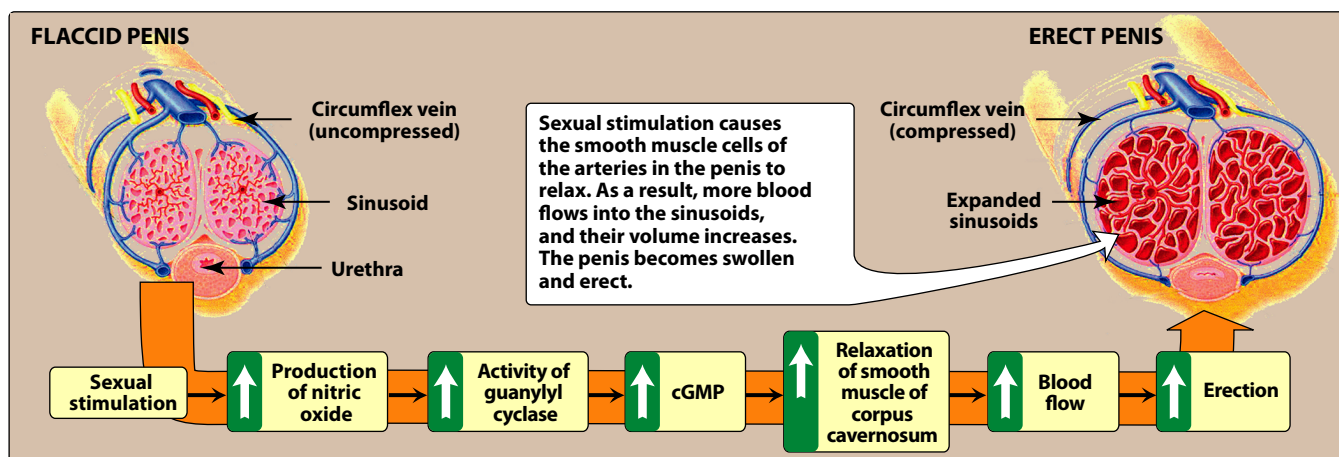 FLACCID PENIS
ERECT PENIS
Circumflex vein
(uncompressed)
Sinusoid
Urethra
Sexual stimulation causes
the smooth muscle cells of
the arteries in the penis to
relax. As a result, more blood
flows into the sinusoids,
and their volume increases.
The penis becomes swollen
and erect.
Circumflex vein
(compressed)
Expanded
sinusoids
Sexual
stimulation
Production
of nitric
oxide
Activity of
guanylyl
cyclase
cGMP
Relaxation
of smooth
muscle of
corpus
cavernosum
Blood
flow
Erection